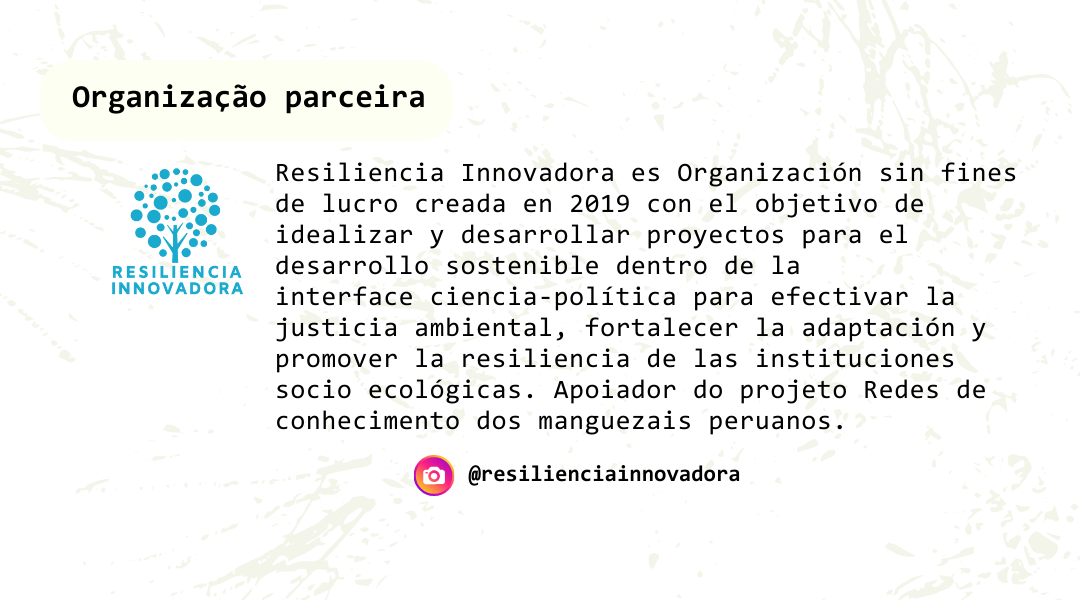 Organização parceira
RESILIENCIA
INNOVADORA
Resiliencia Innovadora es Organización sin fines
de lucro creada en 2019 con el objetivo de
idealizar y desarrollar proyectos para el
desarrollo sostenible dentro de la
interface ciencia-política para efectivar la
justicia ambiental, fortalecer la adaptación y
promover la resiliencia de las instituciones
socio ecológicas. Apoiador do projeto Redes de
conhecimento dos manguezais peruanos.
@resilienciainnovadora